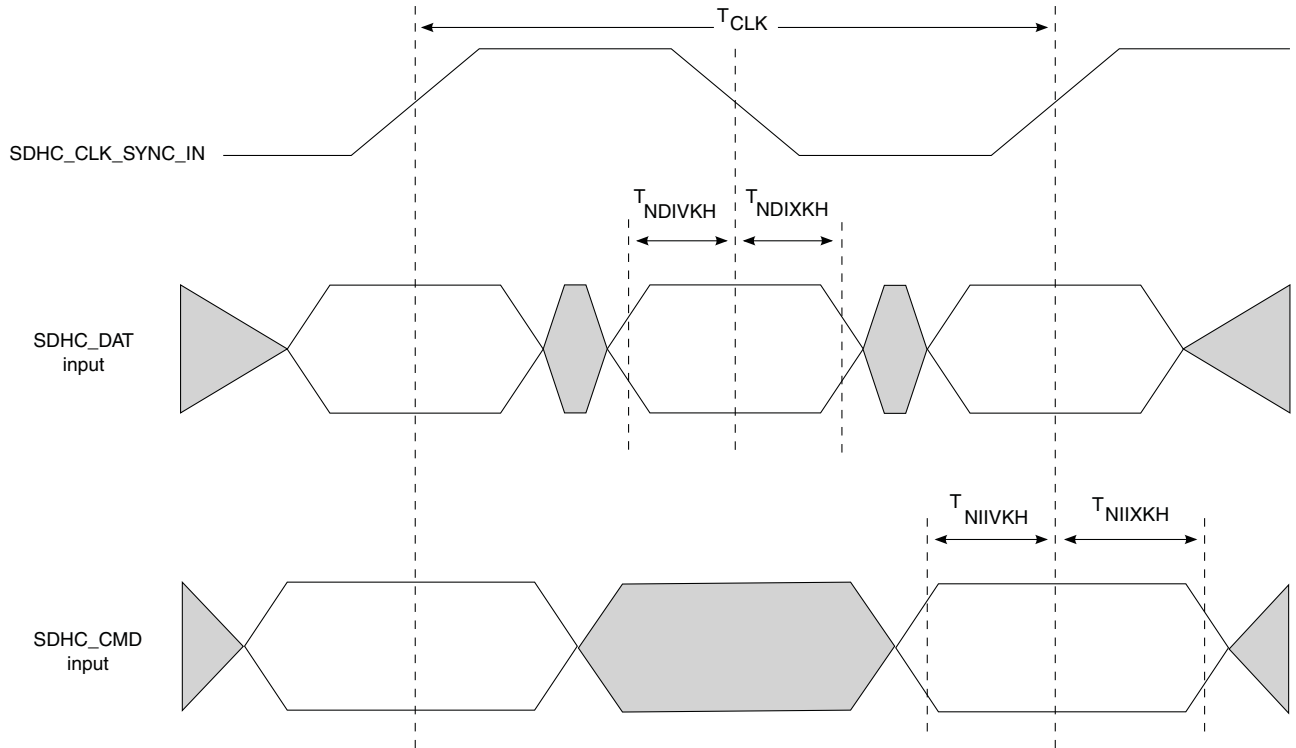 TCLK
SDHC_CLK_SYNC_IN
TNDIVKH
TNDIXKH
SDHC_DAT
input
TNIIVKH
TNIIXKH
SDHC_CMD
input